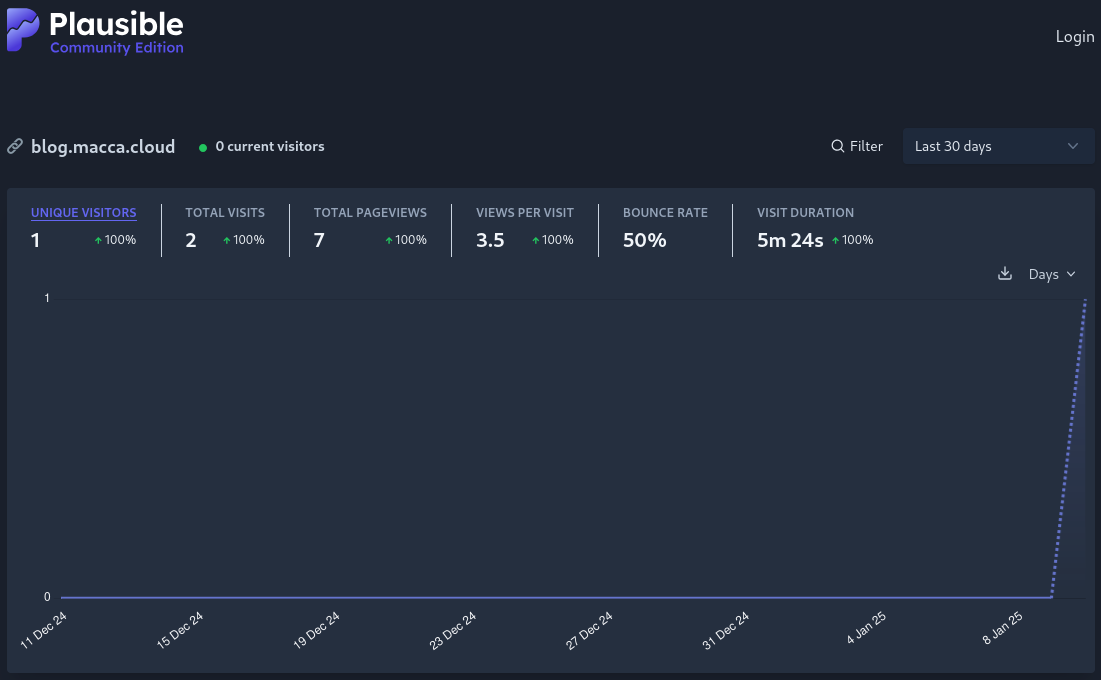 Plausible
Community Edition
Login
blog.macca.cloud
0 current visitors
Filter
Last 30 days
UNIQUE VISITORS
1
100%
TOTAL VISITS
2
100%
TOTAL PAGEVIEWS
7
100%
VIEWS PER VISIT
3.5
100%
BOUNCE RATE
50%
VISIT DURATION
5m 24s
100%
Days
1
0
11 Dec 24
15 Dec 24
19 Dec 24
23 Dec 24
27 Dec 24
31 Dec 24
4 Jan 25
8 Jan 25